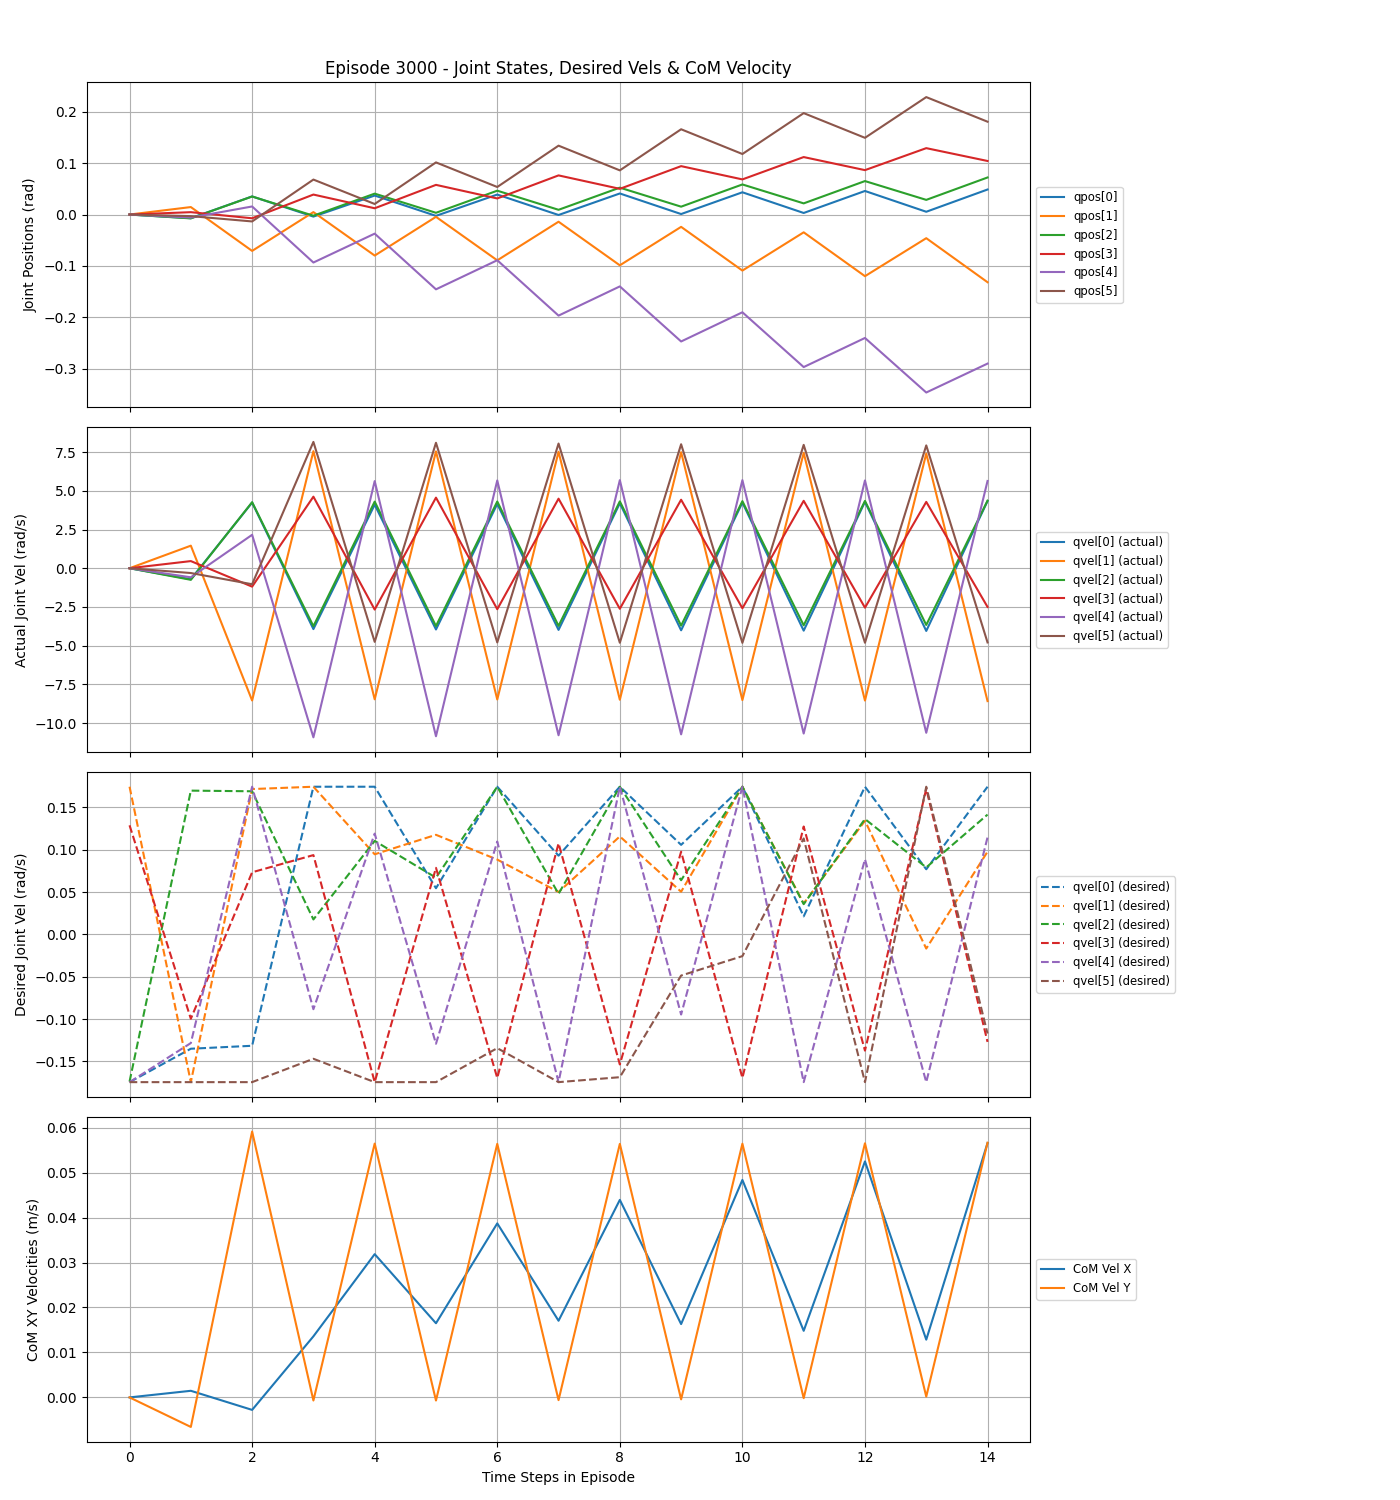 Episode 3000 - Joint States, Desired Vels & CoM Velocity
Joint Positions (rad)
0.2
0.1
0.0
−0.1
−0.2
−0.3
qpos[0]
qpos[1]
qpos[2]
qpos[3]
qpos[4]
qpos[5]
Actual Joint Vel (rad/s)
7.5
5.0
2.5
0.0
−2.5
−5.0
−7.5
−10.0
qvel[0] (actual)
qvel[1] (actual)
qvel[2] (actual)
qvel[3] (actual)
qvel[4] (actual)
qvel[5] (actual)
Desired Joint Vel (rad/s)
0.15
0.10
0.05
0.00
−0.05
−0.10
−0.15
qvel[0] (desired)
qvel[1] (desired)
qvel[2] (desired)
qvel[3] (desired)
qvel[4] (desired)
qvel[5] (desired)
CoM XY Velocities (m/s)
0.06
0.05
0.04
0.03
0.02
0.01
0.00
CoM Vel X
CoM Vel Y
0 2 4 6 8 10 12 14
Time Steps in Episode